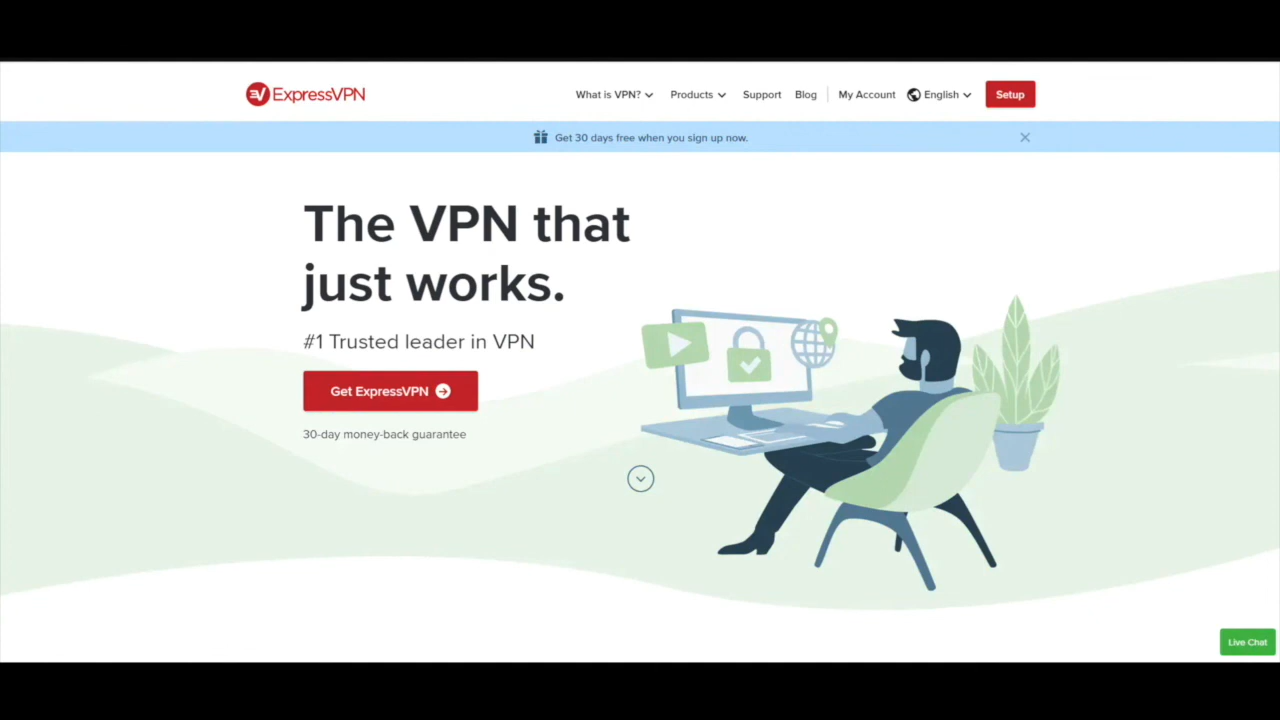 ExpressVPN
What is VPN? Products Support Blog My Account English Setup
Get 30 days free when you sign up now.
The VPN that
just works.
#1 Trusted leader in VPN
Get ExpressVPN
30-day money-back guarantee
Live Chat